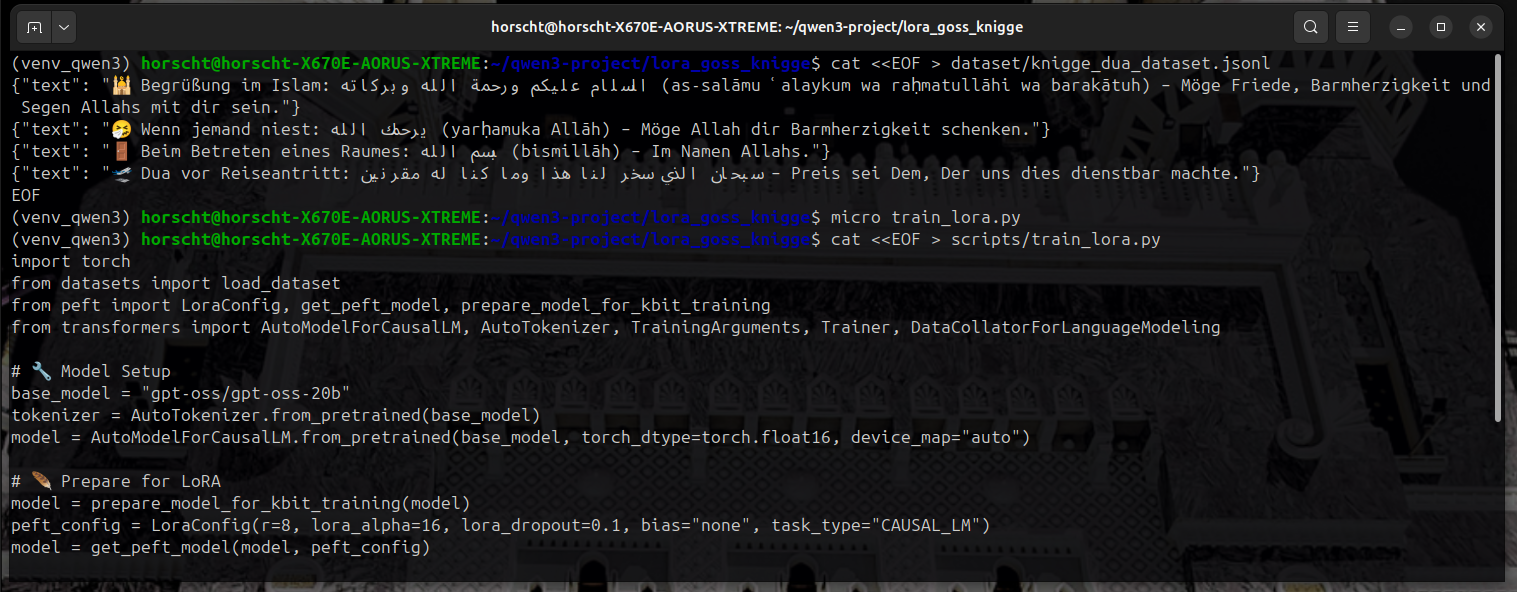 horscht@horscht-X670E-AORUS-XTREME: ~/qwen3-project/lora_goss_knigge
(venv_qwen3) horscht@horscht-X670E-AORUS-XTREME:~/qwen3-project/lora_goss_knigge$ cat <<EOF > dataset/knigge_dua_dataset.jsonl
{"text": "🕌 Begrüßung im Islam: السلام عليكم ورحمة الله وبركاته (as-salāmu ʿalaykum wa raḥmatullāhi wa barakātuh) – Möge Friede, Barmherzigkeit und
 Segen Allahs mit dir sein."}
{"text": "🤧 Wenn jemand niest: يرحمك الله (yarḥamuka Allāh) – Möge Allah dir Barmherzigkeit schenken."}
{"text": "🚪 Beim Betreten eines Raumes: بسم الله (bismillāh) – Im Namen Allahs."}
{"text": "🛫 Dua vor Reiseantritt: سبحان الذي سخر لنا هذا وما كنا له مقرنين – Preis sei Dem, Der uns dies dienstbar machte."}
EOF
(venv_qwen3) horscht@horscht-X670E-AORUS-XTREME:~/qwen3-project/lora_goss_knigge$ micro train_lora.py
(venv_qwen3) horscht@horscht-X670E-AORUS-XTREME:~/qwen3-project/lora_goss_knigge$ cat <<EOF > scripts/train_lora.py
import torch
from datasets import load_dataset
from peft import LoraConfig, get_peft_model, prepare_model_for_kbit_training
from transformers import AutoModelForCausalLM, AutoTokenizer, TrainingArguments, Trainer, DataCollatorForLanguageModeling
# 🔧 Model Setup
base_model = "gpt-oss/gpt-oss-20b"
tokenizer = AutoTokenizer.from_pretrained(base_model)
model = AutoModelForCausalLM.from_pretrained(base_model, torch_dtype=torch.float16, device_map="auto")
# 🪶 Prepare for LoRA
model = prepare_model_for_kbit_training(model)
peft_config = LoraConfig(r=8, lora_alpha=16, lora_dropout=0.1, bias="none", task_type="CAUSAL_LM")
model = get_peft_model(model, peft_config)